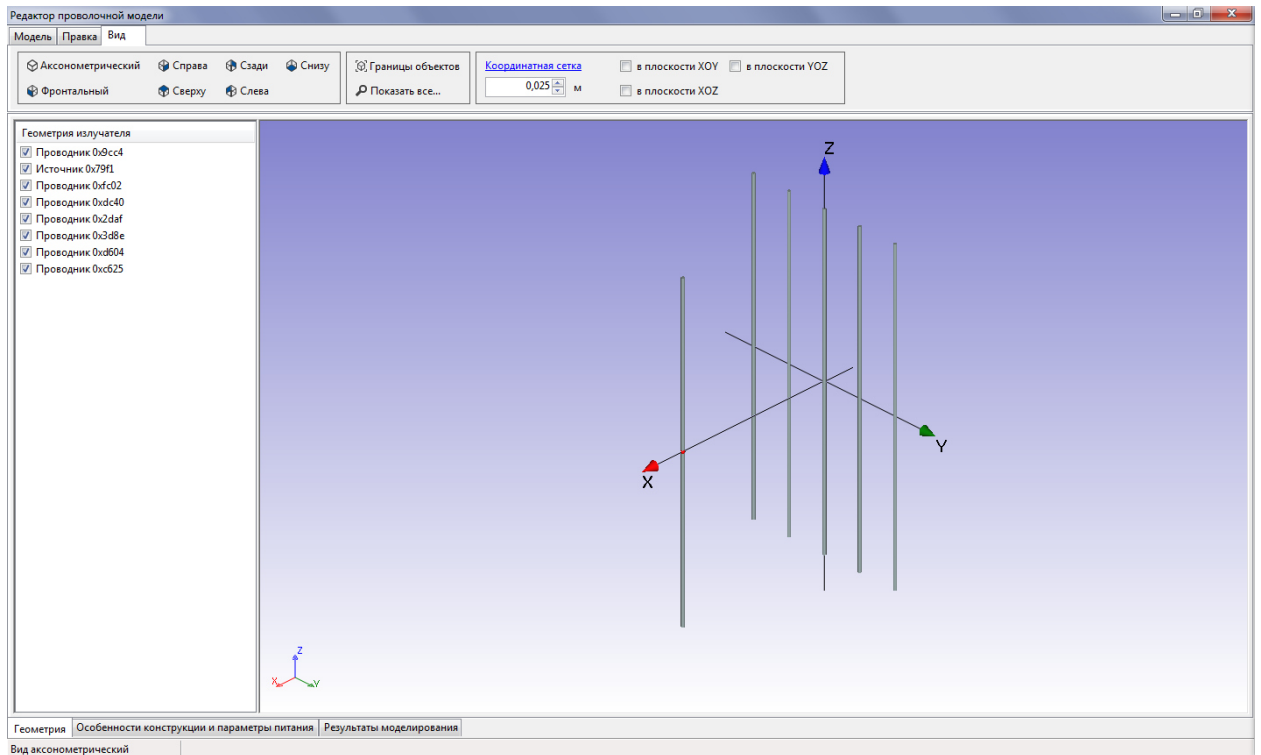 Редактор проволочной модели
Модель Правка Вид
Аксонометрический Справа Сзади Снизу Границы объектов Координатная сетка в плоскости XOY в плоскости YOZ
Фронтальный Сверху Слева Показать все... 0,025 м в плоскости XOZ
Геометрия излучателя
Проводник 0x9cc4
Источник 0x79f1
Проводник 0xfc02
Проводник 0xdc40
Проводник 0x2daf
Проводник 0x3d8e
Проводник 0xd604
Проводник 0xc625
Z
Y
X
Z
X Y
Геометрия Особенности конструкции и параметры питания Результаты моделирования
Вид аксонометрический